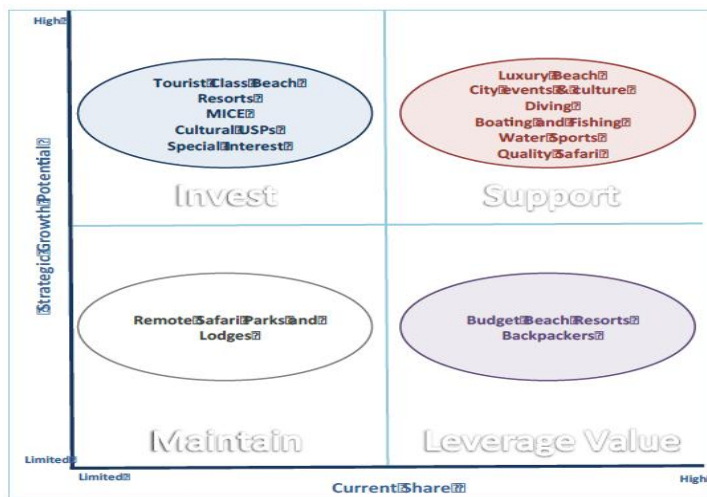 High
Tourist Class Beach
Resorts
MICE
Cultural USPs
Special Interest
Invest
Luxury Beach
City events & culture
Diving
Boating and Fishing
Water Sports
Quality Safari
Support
Strategic Growth Potential
Remote Safari Parks and
Lodges
Maintain
Budget Beach Resorts
Backpackers
Leverage Value
Limited
Limited
Current Share
High